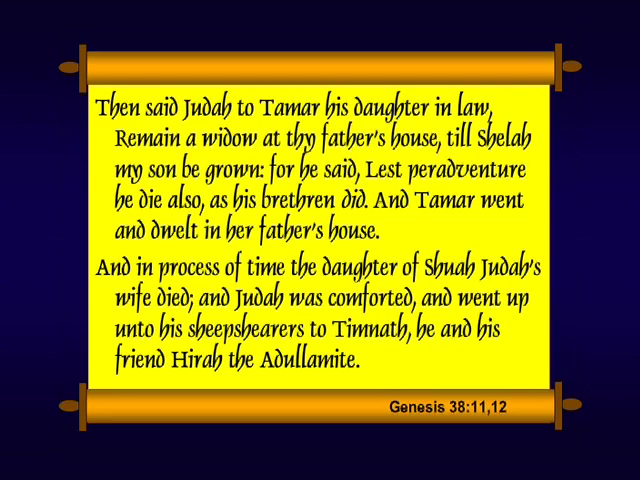 Then said Judah to Tamar his daughter in law,
Remain a widow at thy father's house, till Shelah
my son be grown: for he said, Lest peradventure
he die also, as his brethren did. And Tamar went
and dwelt in her father's house.
And in process of time the daughter of Shuah Judah's
wife died; and Judah was comforted, and went up
unto his sheepshearers to Timnath, he and his
friend Hirah the Adullamite.
Genesis 38:11,12